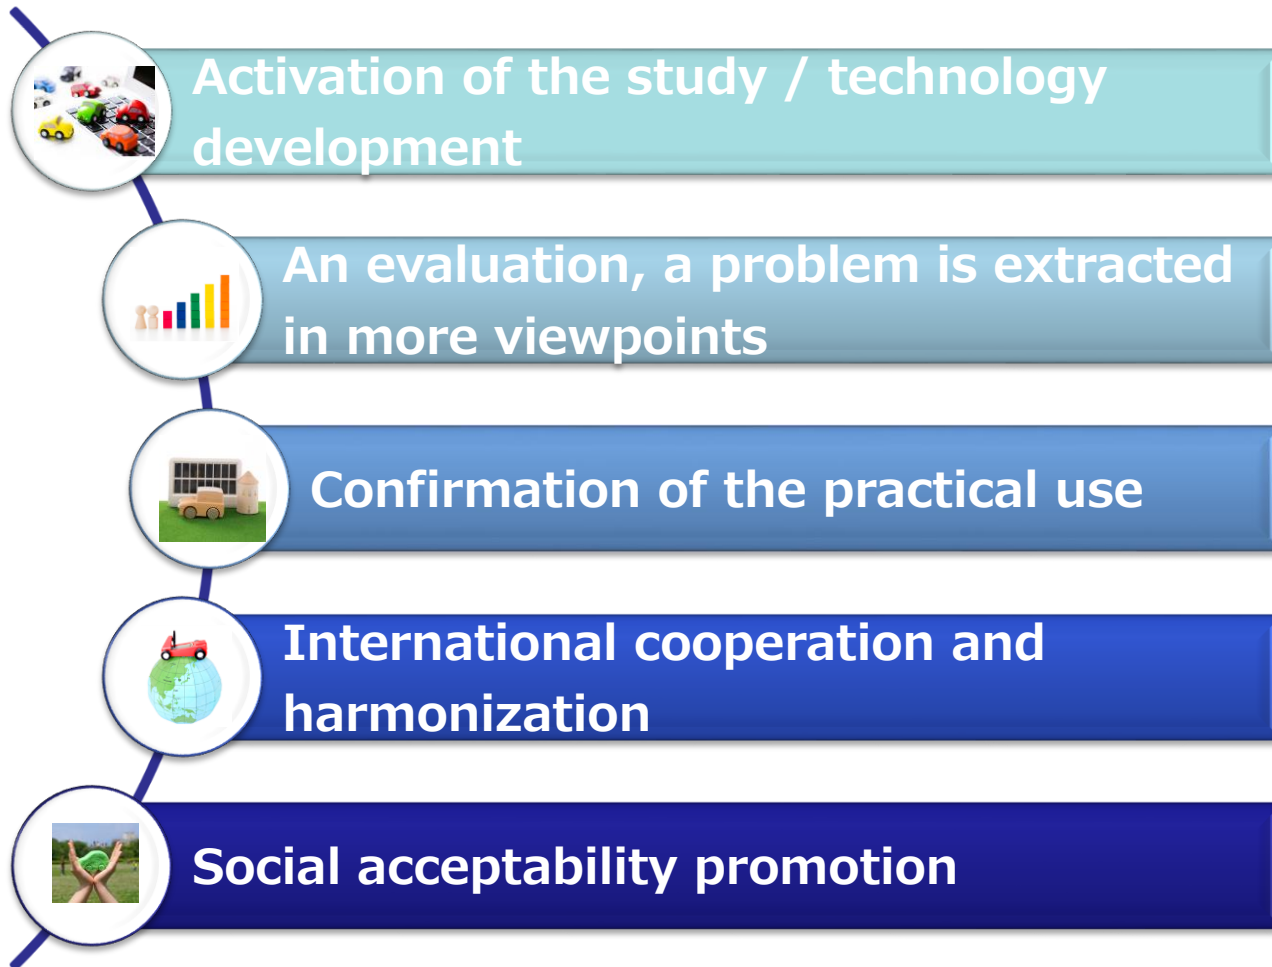 Activation of the study / technology
development
An evaluation, a problem is extracted
in more viewpoints
Confirmation of the practical use
International cooperation and
harmonization
Social acceptability promotion